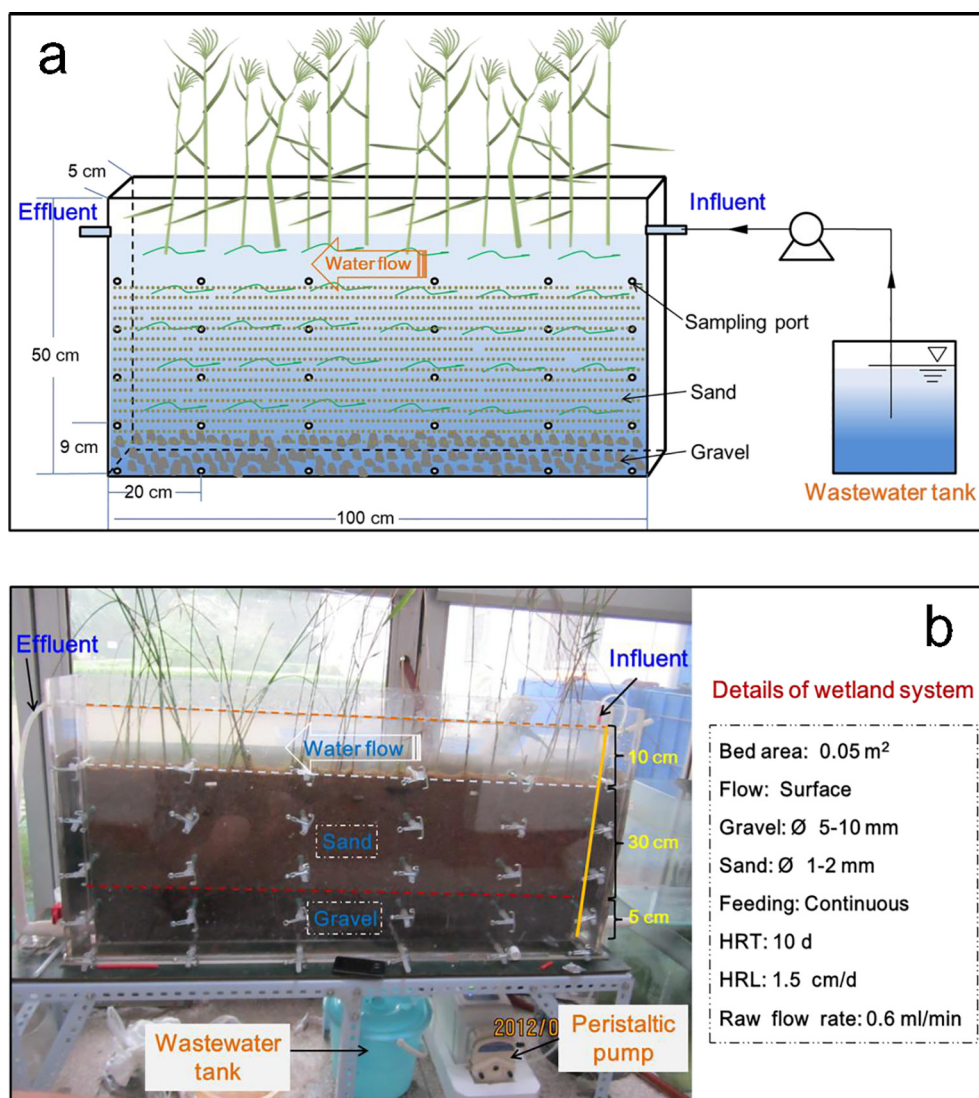 a
5 cm
Effluent
Influent
Water flow
Sampling port
50 cm
Sand
9 cm
Gravel
20 cm
Wastewater tank
100 cm
b
Effluent
Influent
Details of wetland system
Water flow
10 cm
Bed area: 0.05 m²
Flow: Surface
Gravel: Ø 5-10 mm
Sand
30 cm
Sand: Ø 1-2 mm
Feeding: Continuous
Gravel
5 cm
HRT: 10 d
HRL: 1.5 cm/d
Raw flow rate: 0.6 ml/min
2012/0
Wastewater
tank
Peristaltic
pump